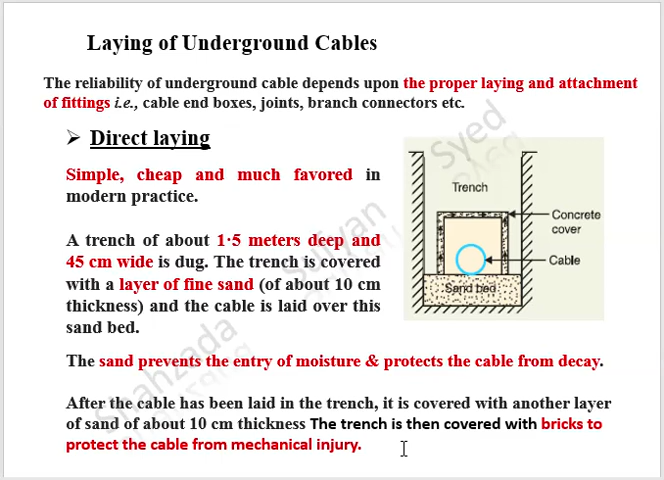 Laying of Underground Cables
The reliability of underground cable depends upon the proper laying and attachment
of fittings i.e., cable end boxes, joints, branch connectors etc.
➢ Direct laying
Simple, cheap and much favored in
modern practice.
A trench of about 1·5 meters deep and
45 cm wide is dug. The trench is covered
with a layer of fine sand (of about 10 cm
thickness) and the cable is laid over this
sand bed.
Trench
Concrete
cover
Cable
Sand bed
The sand prevents the entry of moisture & protects the cable from decay.
After the cable has been laid in the trench, it is covered with another layer
of sand of about 10 cm thickness The trench is then covered with bricks to
protect the cable from mechanical injury.
Shahzada Sufyan Syed